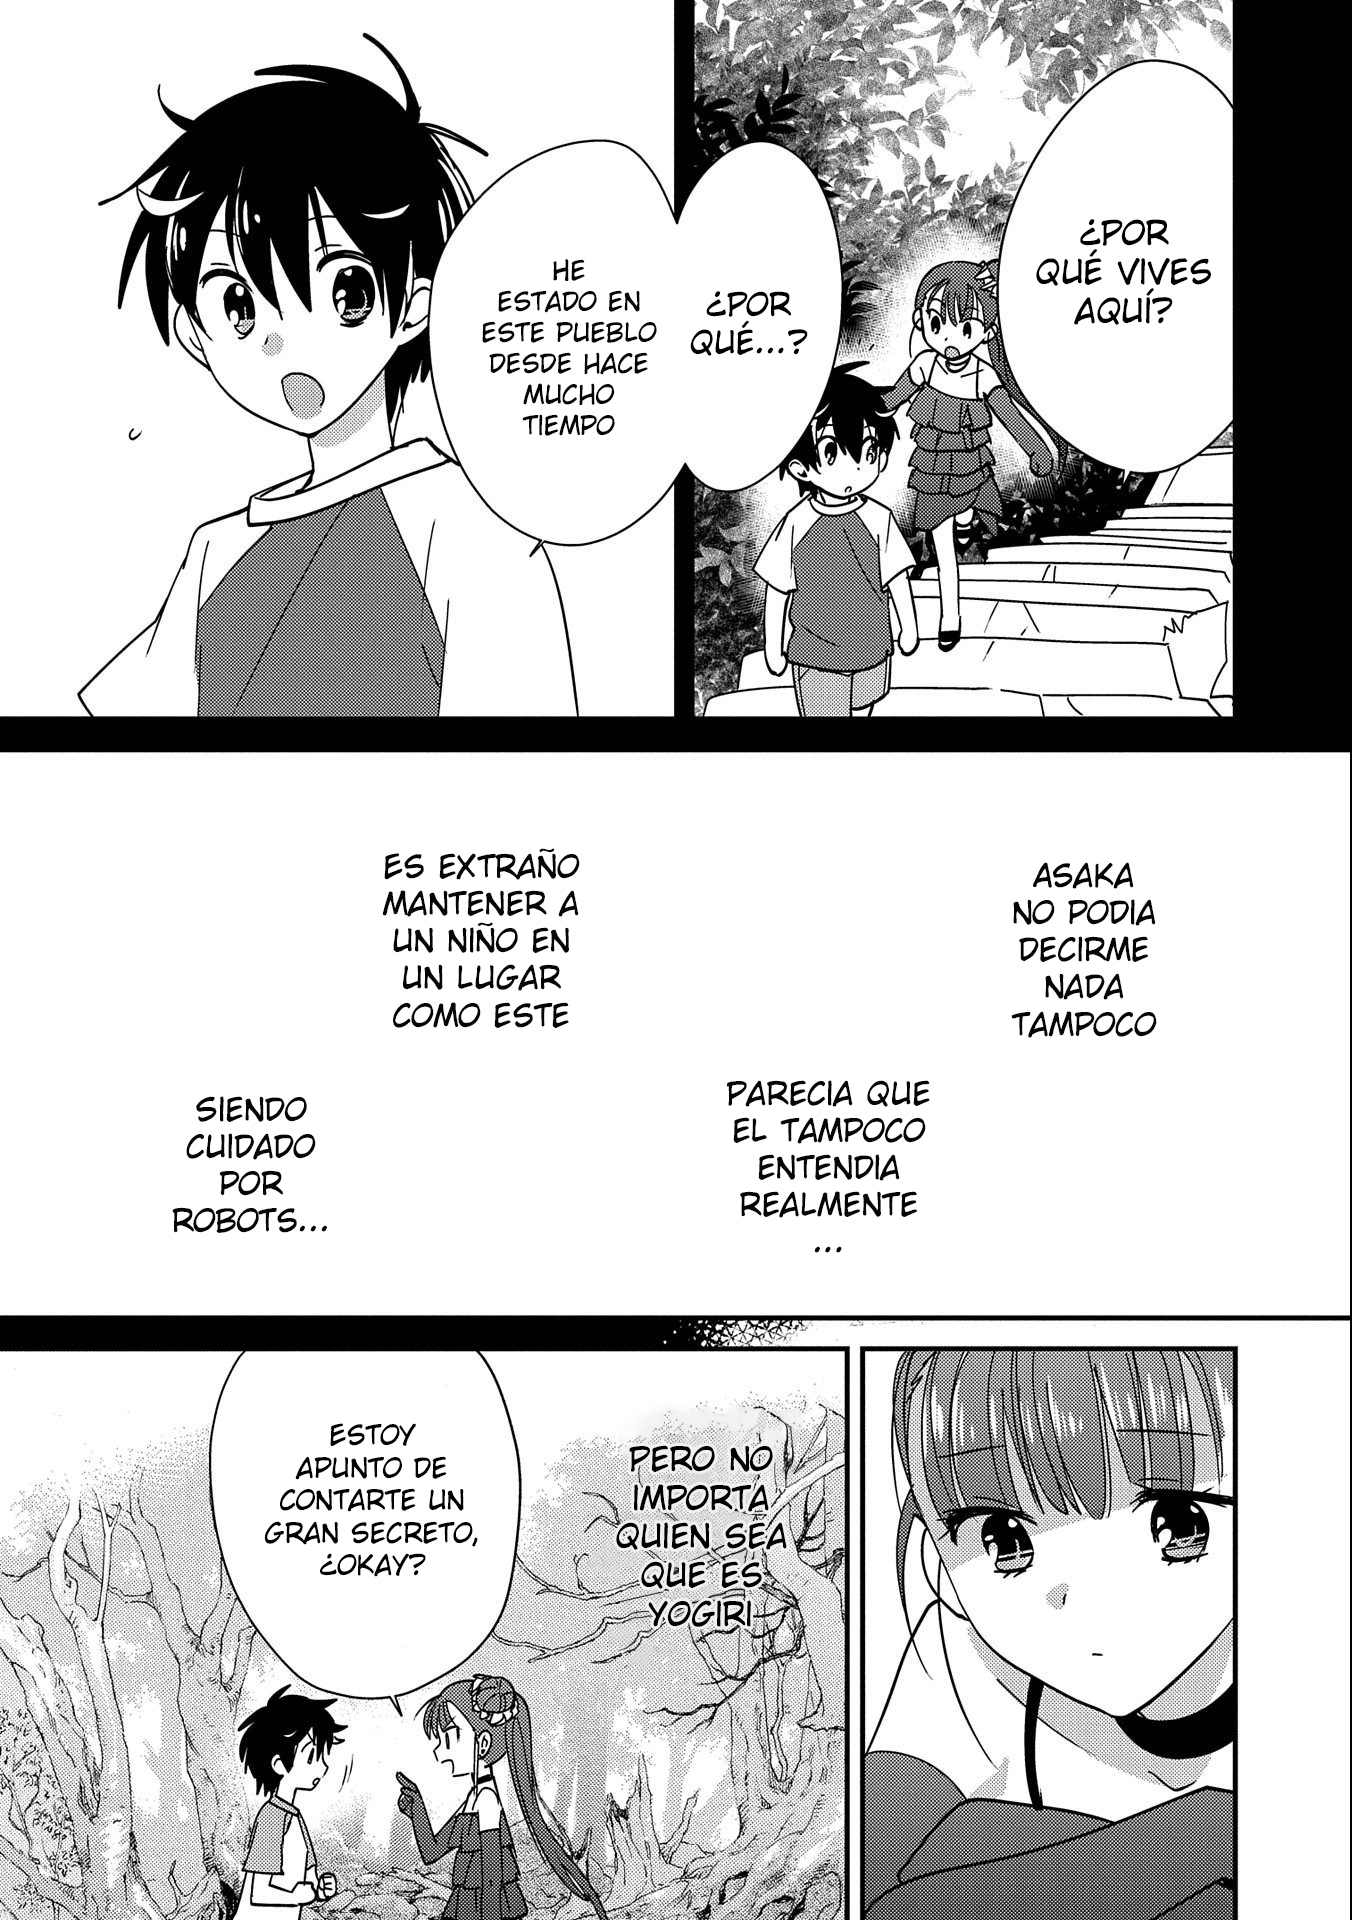 ¿POR
QUÉ VIVES
AQUÍ?
¿POR
QUÉ...?
HE
ESTADO EN
ESTE PUEBLO
DESDE HACE
MUCHO
TIEMPO
ASAKA
NO PODIA
DECIRME
NADA
TAMPOCO
PARECIA QUE
EL TAMPOCO
ENTENDIA
REALMENTE
...
ES EXTRAÑO
MANTENER A
UN NIÑO EN
UN LUGAR
COMO ESTE
SIENDO
CUIDADO
POR
ROBOTS...
PERO NO
IMPORTA
QUIEN SEA
QUE ES
YOGIRI
ESTOY
APUNTO DE
CONTARTE UN
GRAN SECRETO,
¿OKAY?